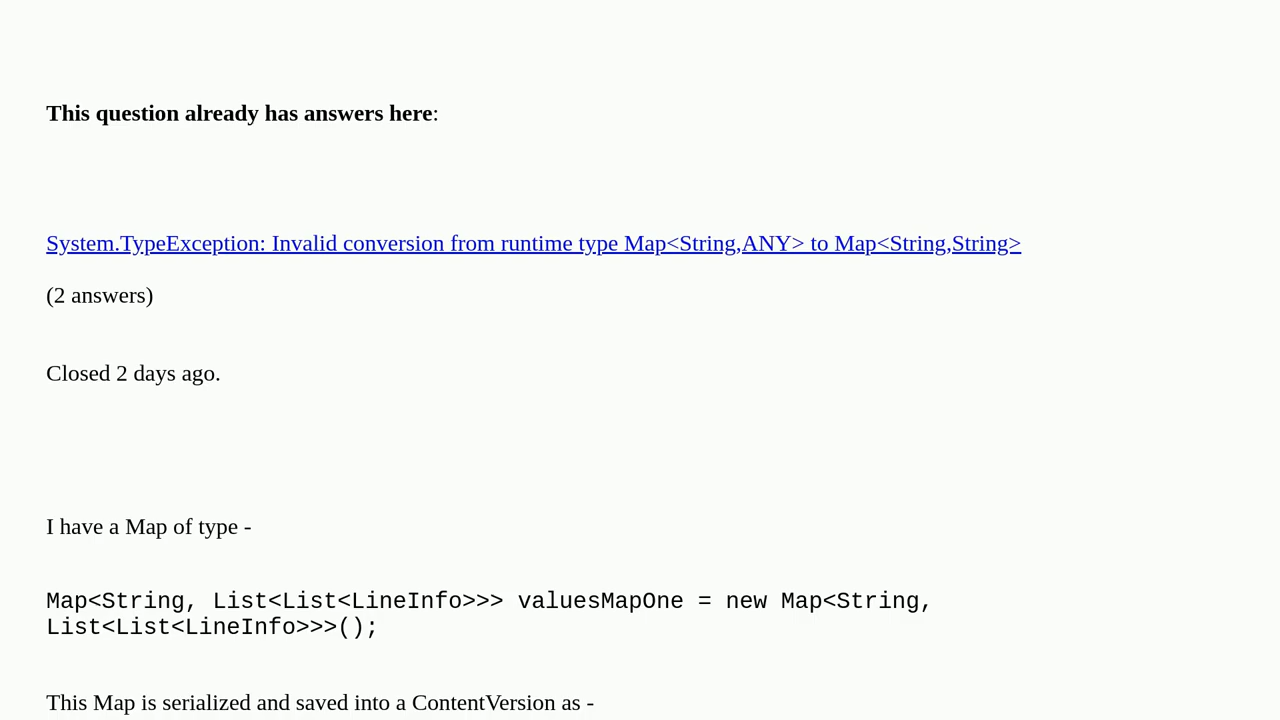 This question already has answers here:
System.TypeException: Invalid conversion from runtime type Map<String,ANY> to Map<String,String>
(2 answers)
Closed 2 days ago.
I have a Map of type -
Map<String, List<List<LineInfo>>> valuesMapOne = new Map<String,
List<List<LineInfo>>>();
This Map is serialized and saved into a ContentVersion as -